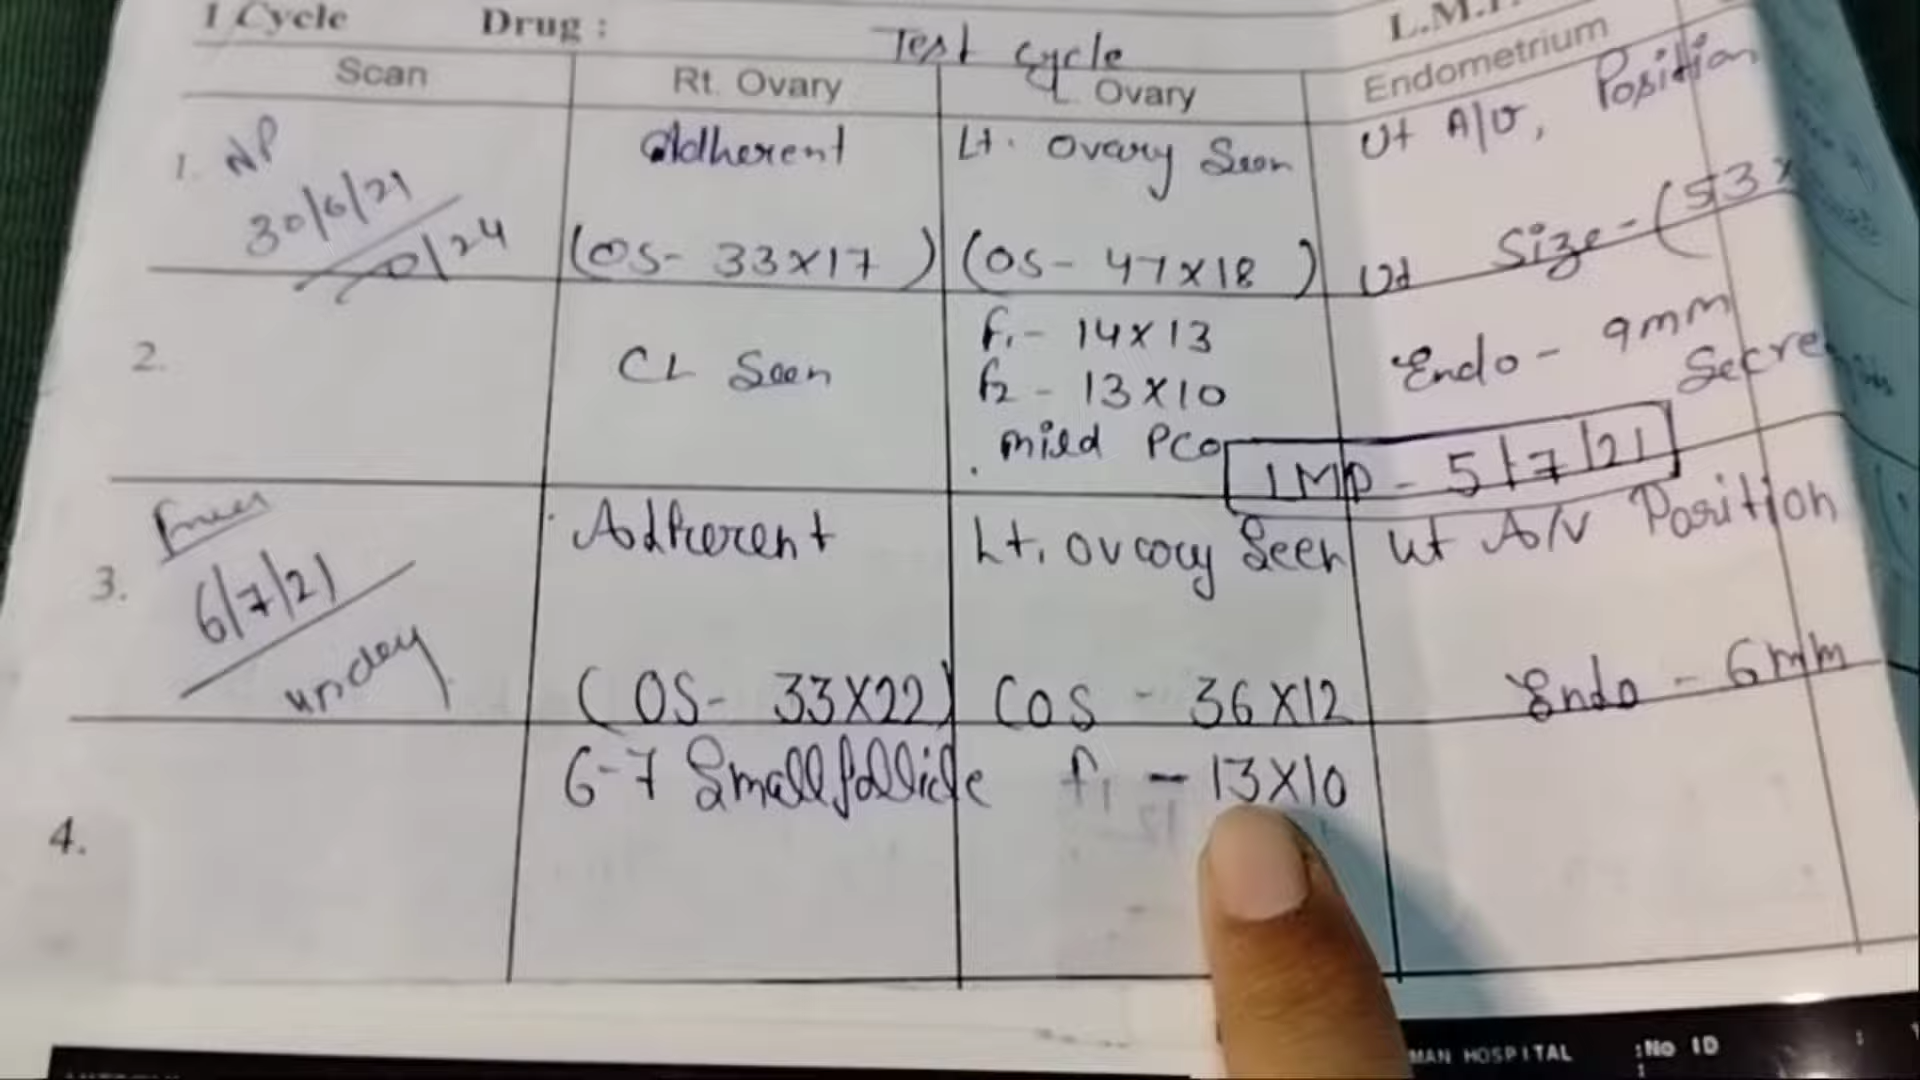 I Cycle Drug : Test Cycle L.M.P.
Scan Rt. Ovary L. Ovary Endometrium
1. NP Adherent Lt. Ovary Seen Ut A/V, Position
30/6/21
(OS- 33x17 ) (OS- 47x18 ) Ut Size - (53x
2. CL Seen f1- 14x13 Endo - 9mm
f2 - 13x10
mild PCO
LMP - 5/7/21
3. Adherent Lt. ovary Seen Ut A/V Position
6/7/21
(OS- 33x22) (OS - 36x12 Endo - 6mm
6-7 Small follicle f1 - 13x10
4.
MAN HOSPITAL :No ID :